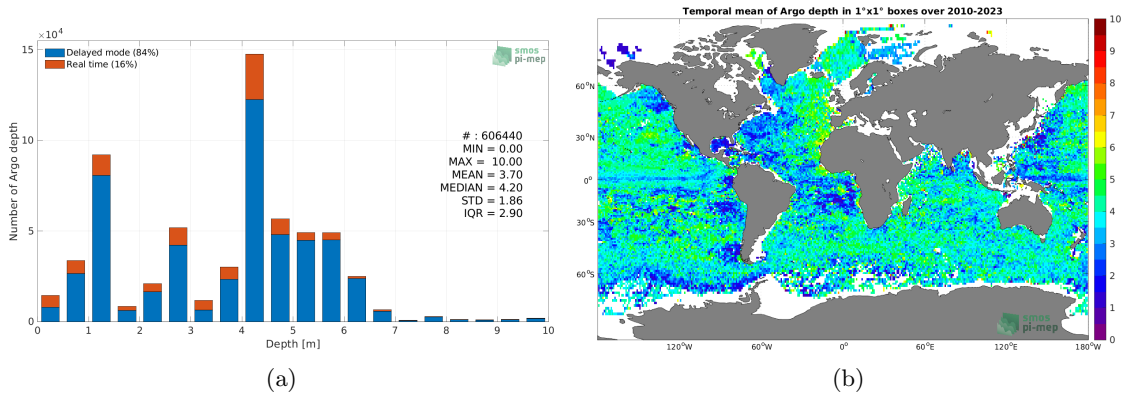 ×10⁴
15
10
5
0
Number of Argo depth
Delayed mode (84%)
Real time (16%)
smos
pi-mep
# : 606440
MIN = 0.00
MAX = 10.00
MEAN = 3.70
MEDIAN = 4.20
STD = 1.86
IQR = 2.90
0 1 2 3 4 5 6 7 8 9 10
Depth [m]
(a)
Temporal mean of Argo depth in 1°x1° boxes over 2010-2023
60°N
30°N
0°
30°S
60°S
120°W 60°W 0° 60°E 120°E 180°W
smos
pi-mep
10
9
8
7
6
5
4
3
2
1
0
(b)